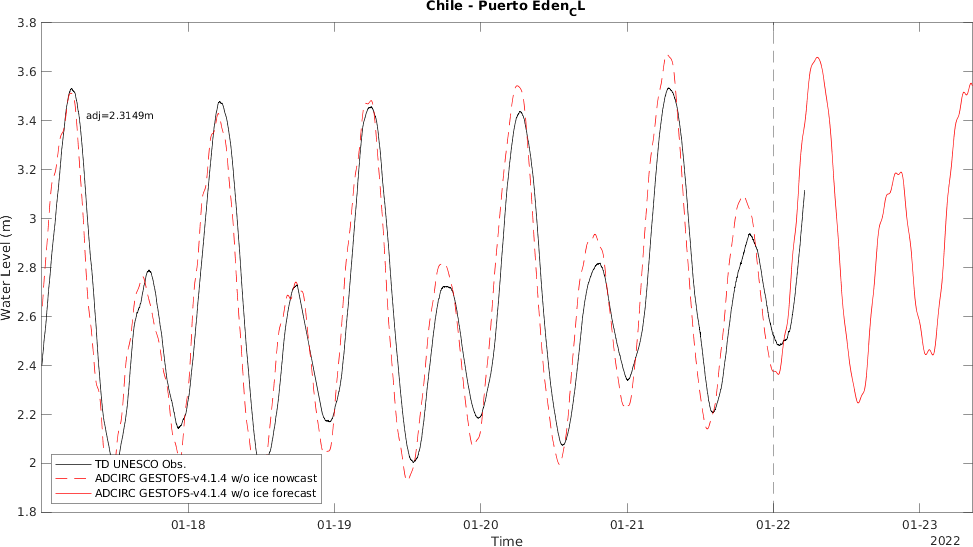 Chile - Puerto Eden_CL
3.8
3.6
3.4
3.2
3
2.8
2.6
2.4
2.2
2
1.8
Water Level (m)
adj=2.3149m
TD UNESCO Obs.
ADCIRC GESTOFS-v4.1.4 w/o ice nowcast
ADCIRC GESTOFS-v4.1.4 w/o ice forecast
01-18 01-19 01-20 01-21 01-22 01-23
Time 2022